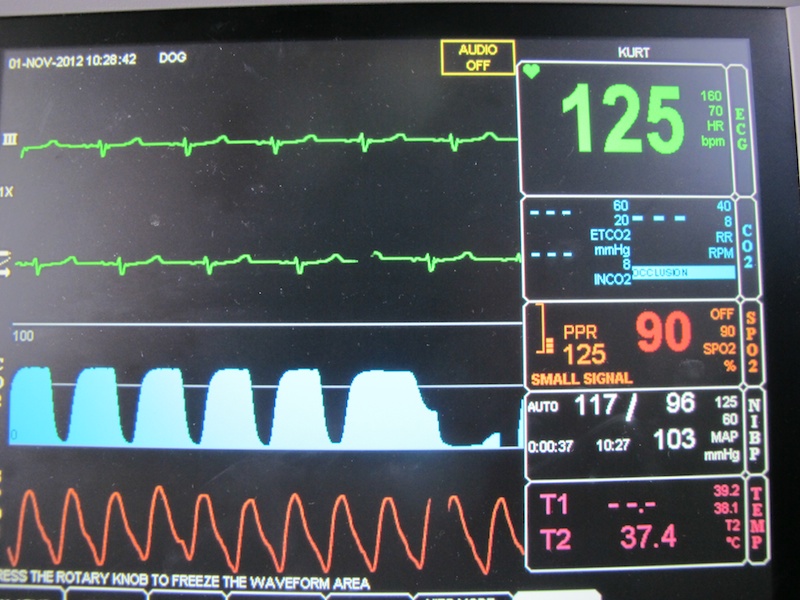 01-NOV-2012 10:28:42 DOG
AUDIO
OFF
KURT
III
1X
125
160
70
HR
bpm
ECG
100
0
60
20
ETCO2
mmHg
8
INCO2
40
8
RR
RPM
OCCLUSION
CO2
PPR
125
90
OFF
90
SPO2
%
SMALL SIGNAL
SPO2
AUTO 117 / 96
125
60
0:00:37 10:27 103
MAP
mmHg
NIBP
T1 --.-
T2 37.4
39.2
38.1
T2
°C
TEMP
RESS THE ROTARY KNOB TO FREEZE THE WAVEFORM AREA